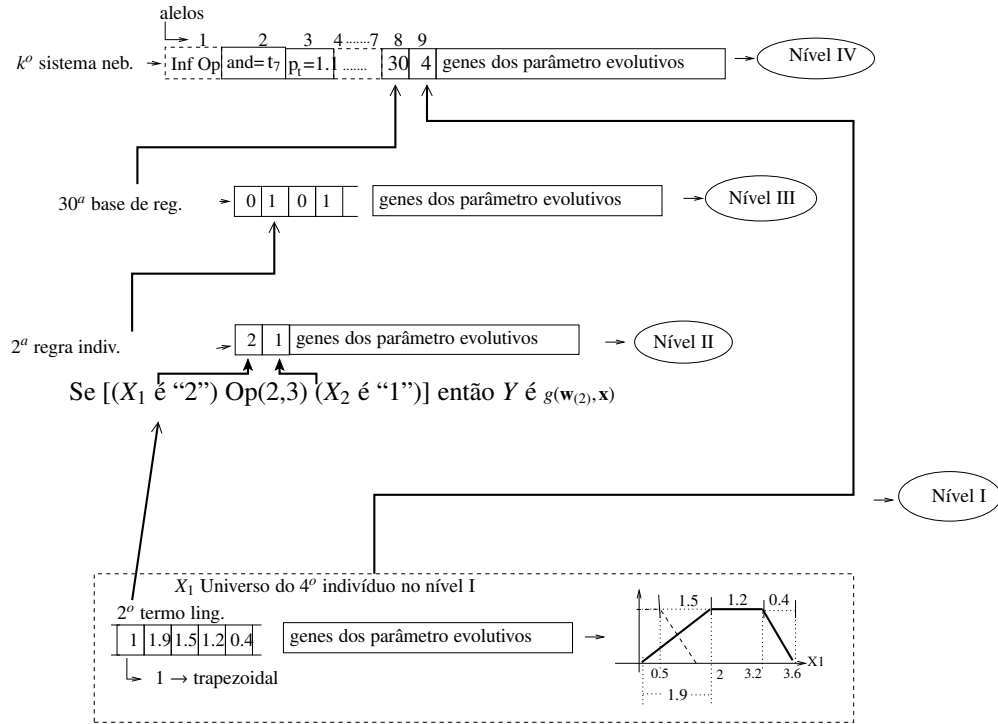 alelos
1 2 3 4 ....... 7 8 9
kº sistema neb. Inf Op and= t7 pt=1.1 ....... 30 4 genes dos parâmetro evolutivos Nível IV
30ª base de reg. 0 1 0 1 genes dos parâmetro evolutivos Nível III
2ª regra indiv. 2 1 genes dos parâmetro evolutivos Nível II
Se [(X1 é “2”) Op(2,3) (X2 é “1”)] então Y é g(w(2),x)
Nível I
X1 Universo do 4º indivíduo no nível I
2º termo ling.
1 1.9 1.5 1.2 0.4 genes dos parâmetro evolutivos
1 → trapezoidal
1.5 1.2 0.4
X1
0.5 2 3.2 3.6
1.9